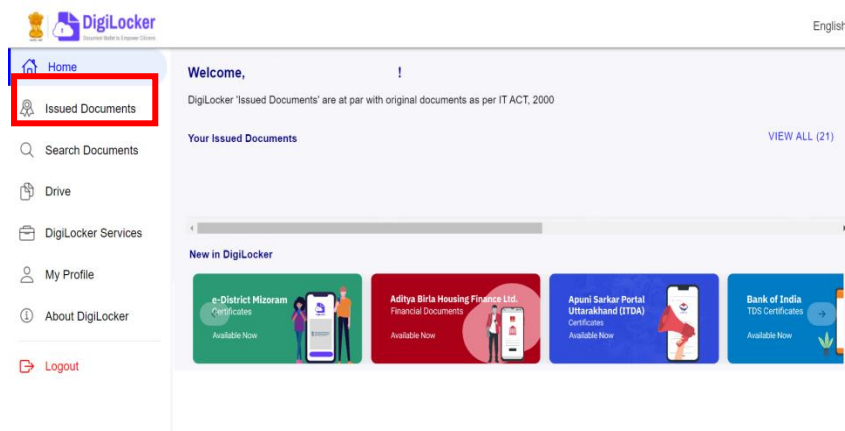 DigiLocker
Document Wallet to Empower Citizens
English
Home
Issued Documents
Search Documents
Drive
DigiLocker Services
My Profile
About DigiLocker
Logout
Welcome, !
DigiLocker 'Issued Documents' are at par with original documents as per IT ACT, 2000
Your Issued Documents
VIEW ALL (21)
New in DigiLocker
e-District Mizoram
Certificates
Available Now
Aditya Birla Housing Finance Ltd.
Financial Documents
Available Now
Apuni Sarkar Portal
Uttarakhand (ITDA)
Certificates
Available Now
Bank of India
TDS Certificates
Available Now